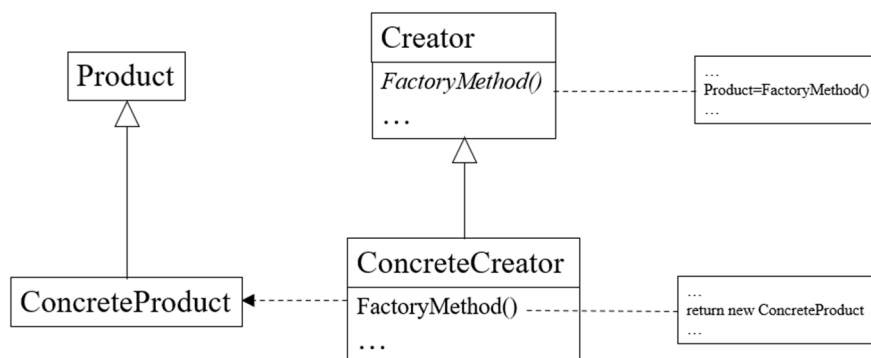 Product
Creator
FactoryMethod()
…
…
Product=FactoryMethod()
…
ConcreteProduct
ConcreteCreator
FactoryMethod()
…
…
return new ConcreteProduct
…